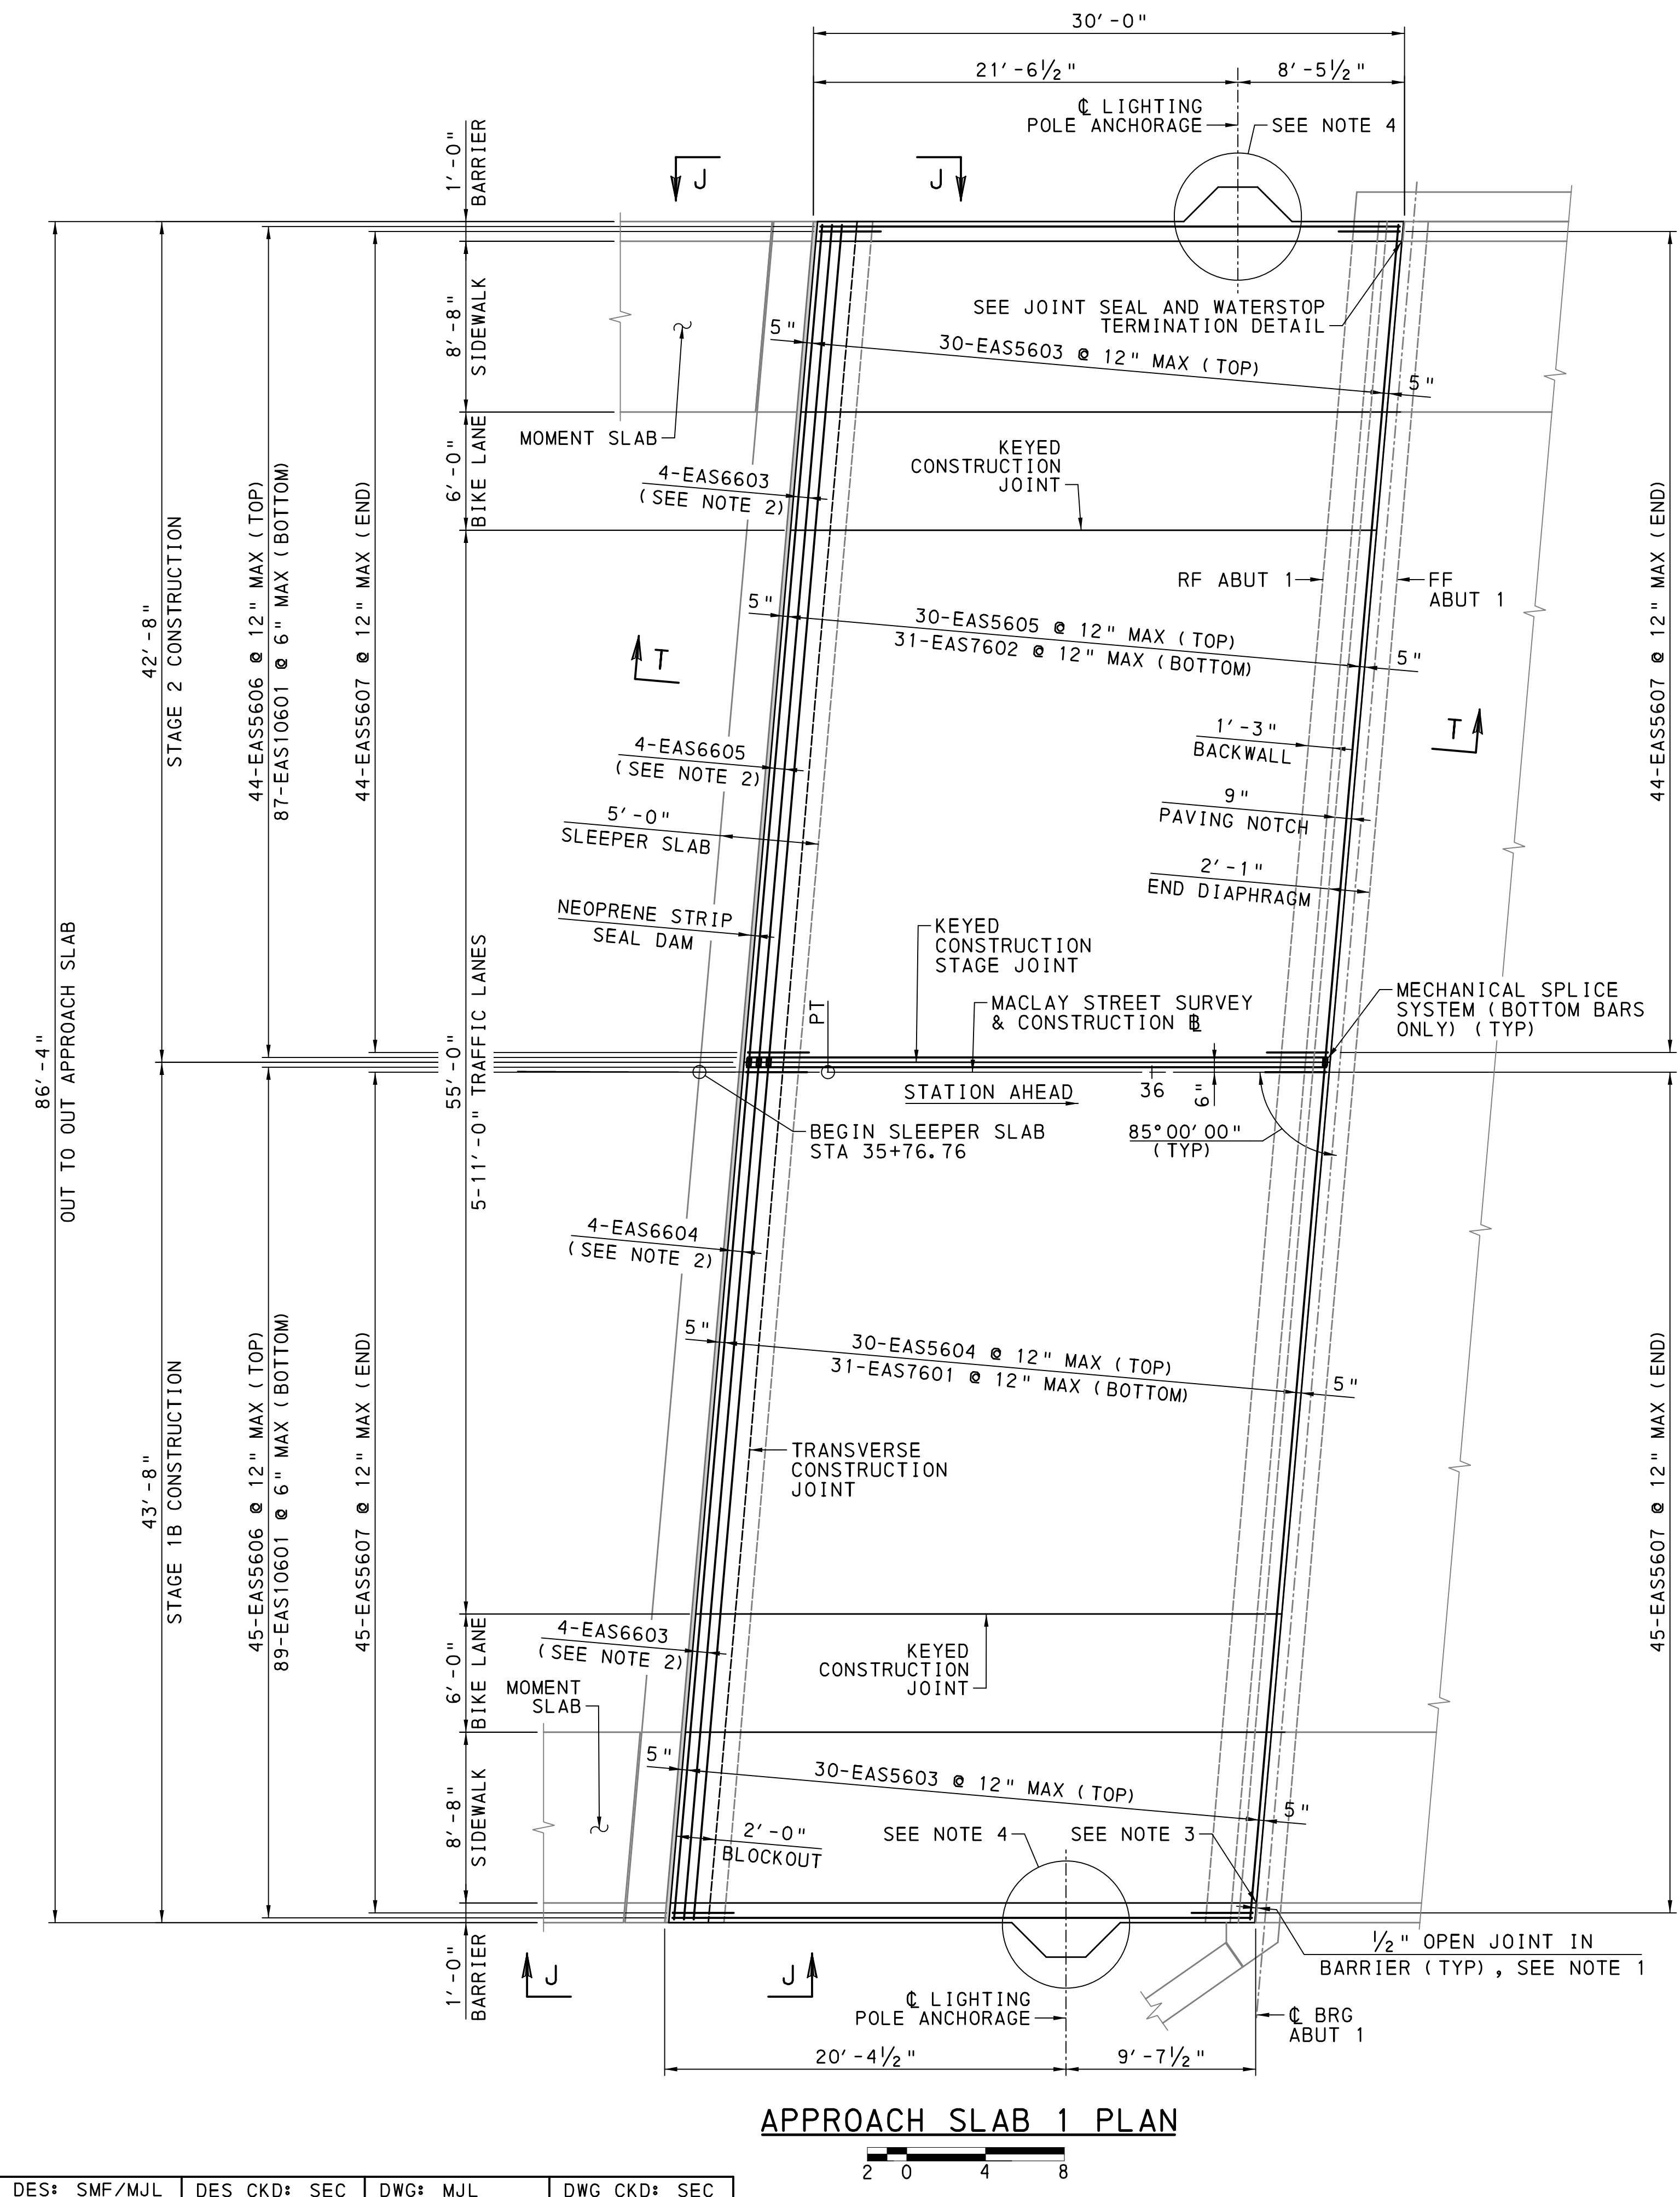 30'-0"
21'-6½" 8'-5½"
℄ LIGHTING
POLE ANCHORAGE
SEE NOTE 4
1'-0"
BARRIER
J J
SEE JOINT SEAL AND WATERSTOP
TERMINATION DETAIL
8'-8"
SIDEWALK
5"
30-EAS5603 @ 12" MAX (TOP)
5"
MOMENT SLAB
6'-0"
BIKE LANE
KEYED
CONSTRUCTION
JOINT
4-EAS6603
(SEE NOTE 2)
42'-8"
STAGE 2 CONSTRUCTION
44-EAS5606 @ 12" MAX (TOP)
87-EAS10601 @ 6" MAX (BOTTOM)
44-EAS5607 @ 12" MAX (END)
44-EAS5607 @ 12" MAX (END)
RF ABUT 1
FF
ABUT 1
5"
30-EAS5605 @ 12" MAX (TOP)
31-EAS7602 @ 12" MAX (BOTTOM)
5"
T T
1'-3"
BACKWALL
4-EAS6605
(SEE NOTE 2)
9"
PAVING NOTCH
5'-0"
SLEEPER SLAB
2'-1"
END DIAPHRAGM
NEOPRENE STRIP
SEAL DAM
KEYED
CONSTRUCTION
STAGE JOINT
86'-4"
OUT TO OUT APPROACH SLAB
55'-0"
5-11'-0" TRAFFIC LANES
PT
MACLAY STREET SURVEY
& CONSTRUCTION BL
MECHANICAL SPLICE
SYSTEM (BOTTOM BARS
ONLY) (TYP)
STATION AHEAD
36
6"
BEGIN SLEEPER SLAB
STA 35+76.76
85°00'00"
(TYP)
4-EAS6604
(SEE NOTE 2)
43'-8"
STAGE 1B CONSTRUCTION
45-EAS5606 @ 12" MAX (TOP)
89-EAS10601 @ 6" MAX (BOTTOM)
45-EAS5607 @ 12" MAX (END)
45-EAS5607 @ 12" MAX (END)
5"
30-EAS5604 @ 12" MAX (TOP)
31-EAS7601 @ 12" MAX (BOTTOM)
5"
TRANSVERSE
CONSTRUCTION
JOINT
4-EAS6603
(SEE NOTE 2)
6'-0"
BIKE LANE
KEYED
CONSTRUCTION
JOINT
MOMENT
SLAB
5"
30-EAS5603 @ 12" MAX (TOP)
5"
8'-8"
SIDEWALK
2'-0"
BLOCKOUT
SEE NOTE 4
SEE NOTE 3
½" OPEN JOINT IN
BARRIER (TYP), SEE NOTE 1
1'-0"
BARRIER
J J
℄ LIGHTING
POLE ANCHORAGE
℄ BRG
ABUT 1
20'-4½" 9'-7½"
APPROACH SLAB 1 PLAN
2 0 4 8
DES: SMF/MJL DES CKD: SEC DWG: MJL DWG CKD: SEC